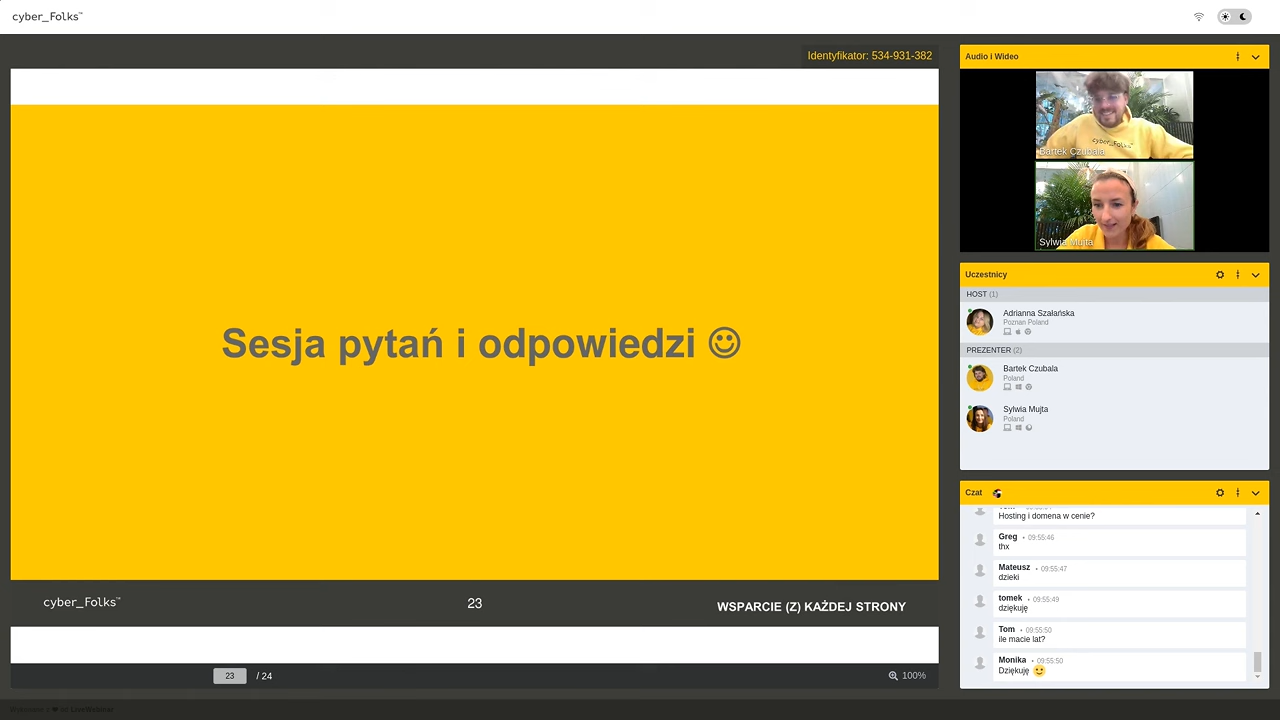 cyber_Folks™
Identyfikator: 534-931-382
Sesja pytań i odpowiedzi ☺
cyber_Folks™
23
WSPARCIE (Z) KAŻDEJ STRONY
23 / 24
100%
Audio i Wideo
Bartek Czubala
cyber_Folks
Sylwia Mujta
Uczestnicy
HOST (1)
Adrianna Szałańska
Poznan Poland
PREZENTER (2)
Bartek Czubala
Poland
Sylwia Mujta
Poland
Czat
Hosting i domena w cenie?
Greg • 09:55:46
thx
Mateusz • 09:55:47
dzieki
tomek • 09:55:49
dziękuję
Tom • 09:55:50
ile macie lat?
Monika • 09:55:50
Dziękuję 🙂
LiveWebinar